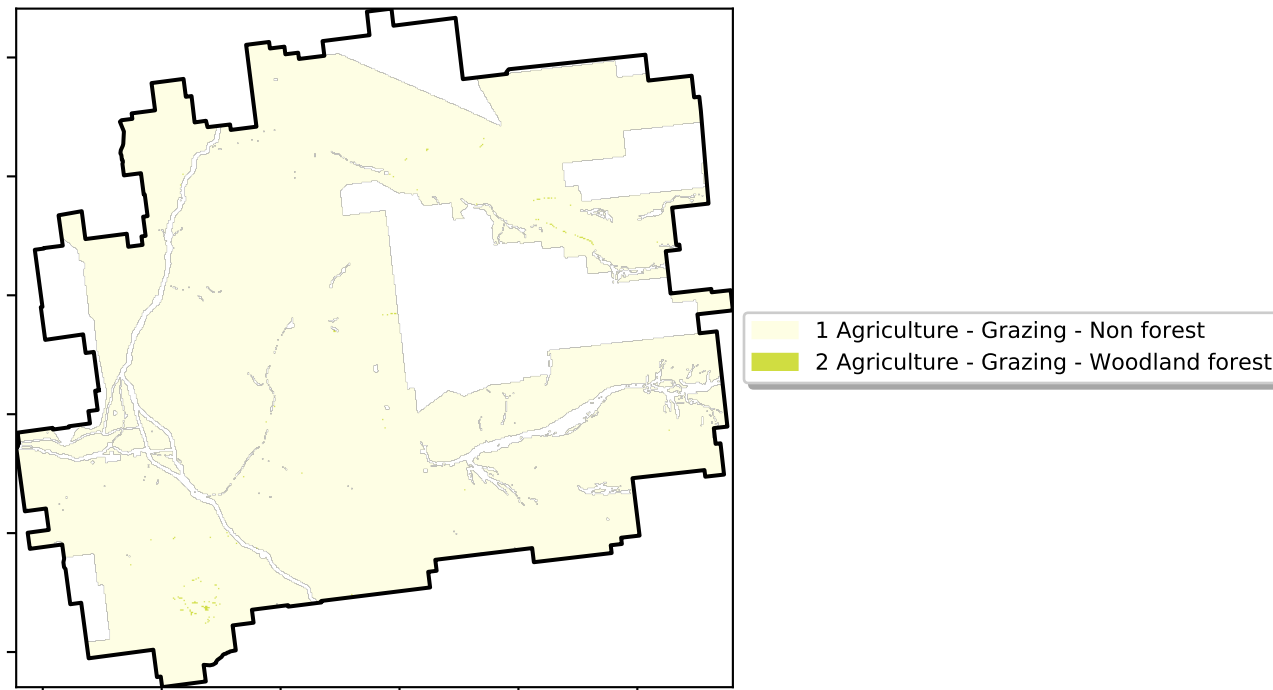 1 Agriculture - Grazing - Non forest
2 Agriculture - Grazing - Woodland forest